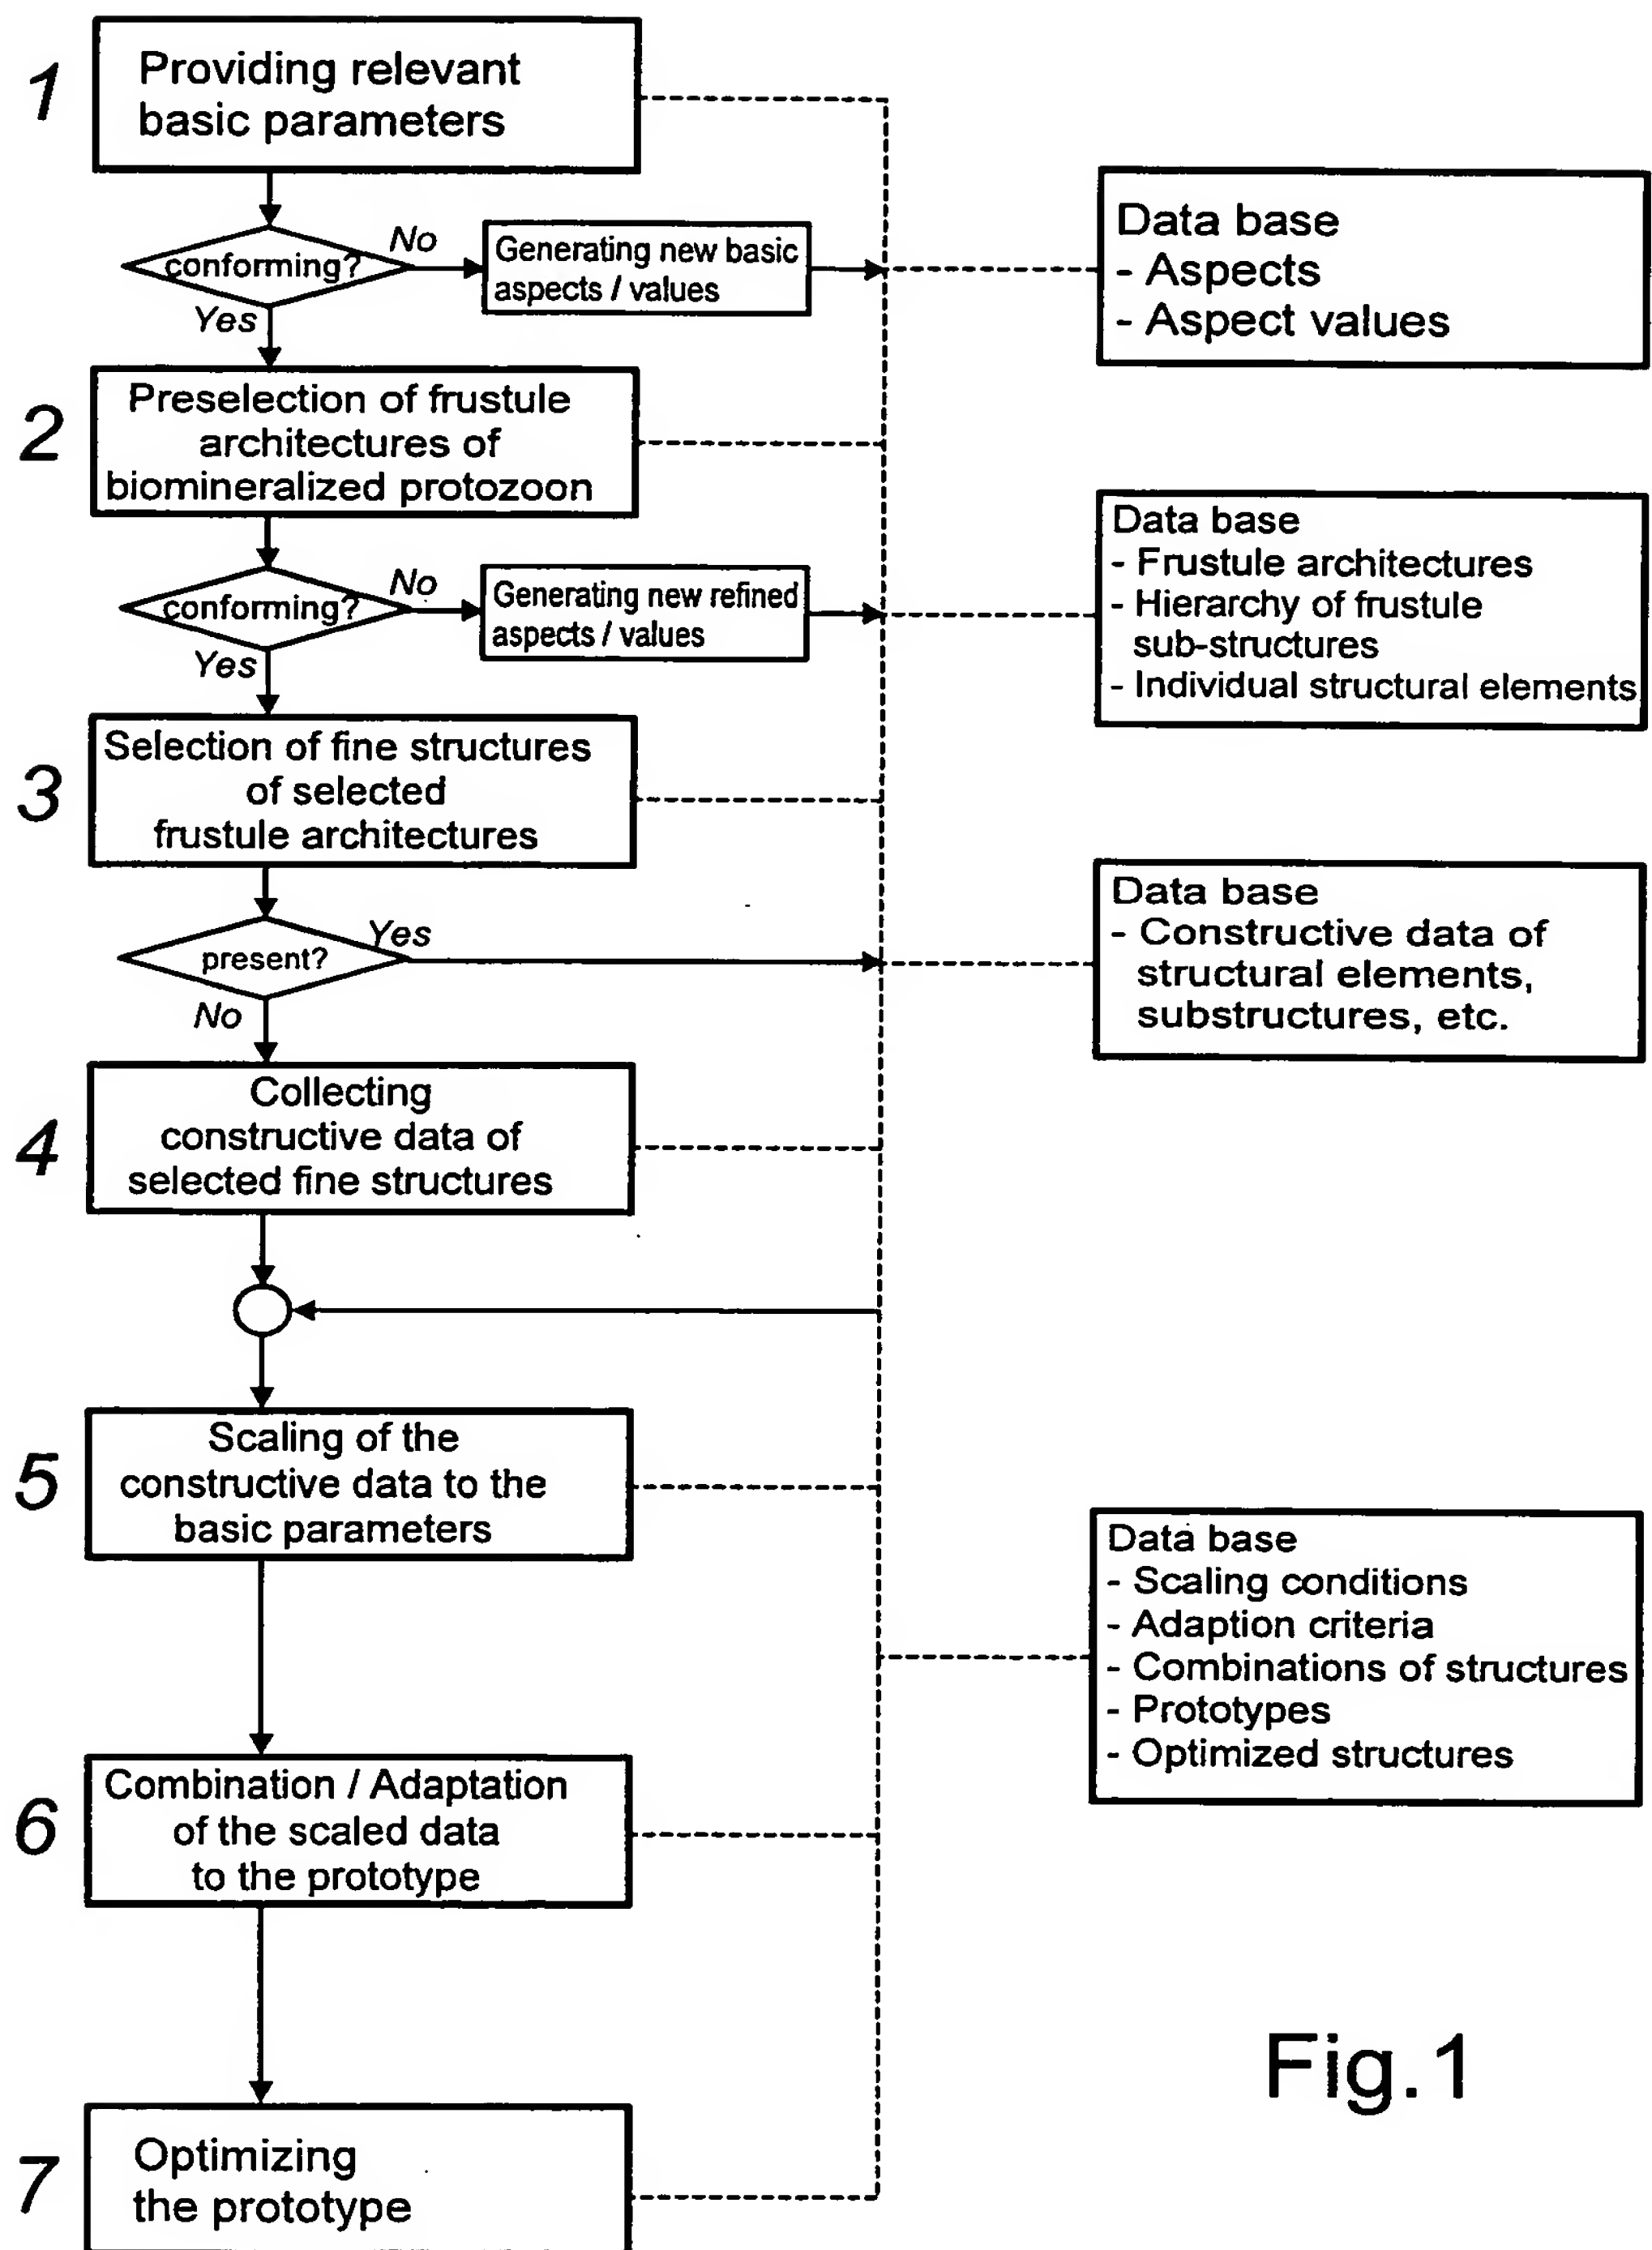 1
Providing relevant
basic parameters
conforming?
No
Generating new basic
aspects / values
Yes
Data base
- Aspects
- Aspect values
2
Preselection of frustule
architectures of
biomineralized protozoon
conforming?
No
Generating new refined
aspects / values
Yes
Data base
- Frustule architectures
- Hierarchy of frustule
sub-structures
- Individual structural elements
3
Selection of fine structures
of selected
frustule architectures
present?
Yes
No
Data base
- Constructive data of
structural elements,
substructures, etc.
4
Collecting
constructive data of
selected fine structures
5
Scaling of the
constructive data to the
basic parameters
Data base
- Scaling conditions
- Adaption criteria
- Combinations of structures
- Prototypes
- Optimized structures
6
Combination / Adaptation
of the scaled data
to the prototype
7
Optimizing
the prototype
Fig.1